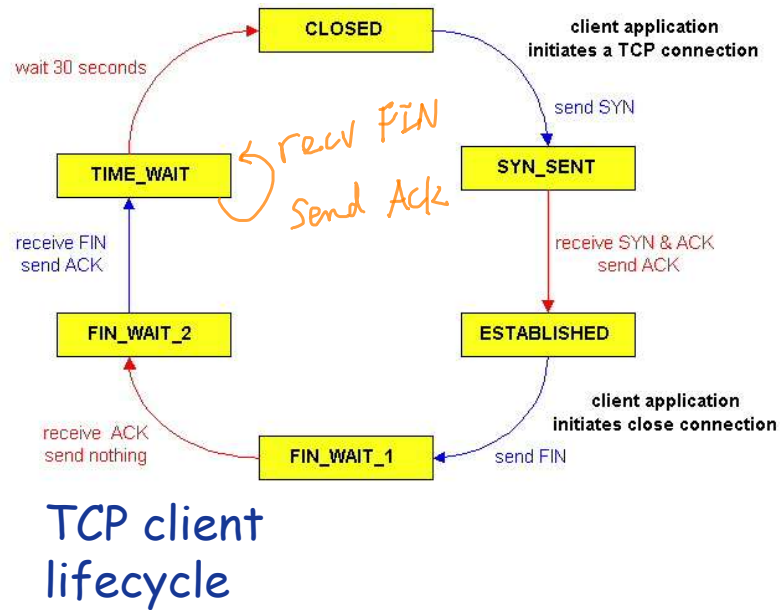 CLOSED
client application
initiates a TCP connection
wait 30 seconds
send SYN
recv FIN
Send Ack
TIME_WAIT
SYN_SENT
receive FIN
send ACK
receive SYN & ACK
send ACK
FIN_WAIT_2
ESTABLISHED
client application
initiates close connection
receive ACK
send nothing
FIN_WAIT_1
send FIN
TCP client
lifecycle